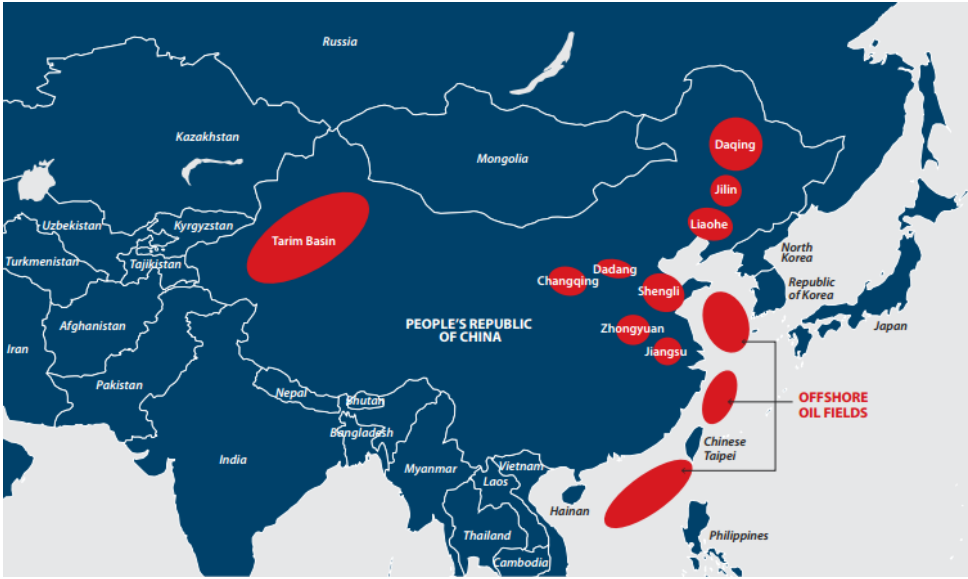 Russia
Kazakhstan
Mongolia
Daqing
Jilin
Liaohe
Uzbekistan
Kyrgyzstan
Tarim Basin
North
Korea
Turkmenistan
Tajikistan
Changqing
Dadang
Shengli
Republic
of Korea
Afghanistan
PEOPLE'S REPUBLIC
OF CHINA
Zhongyuan
Japan
Iran
Jiangsu
Pakistan
Nepal
Bhutan
OFFSHORE
OIL FIELDS
Bangladesh
Chinese
Taipei
India
Myanmar
Vietnam
Laos
Hainan
Thailand
Philippines
Cambodia